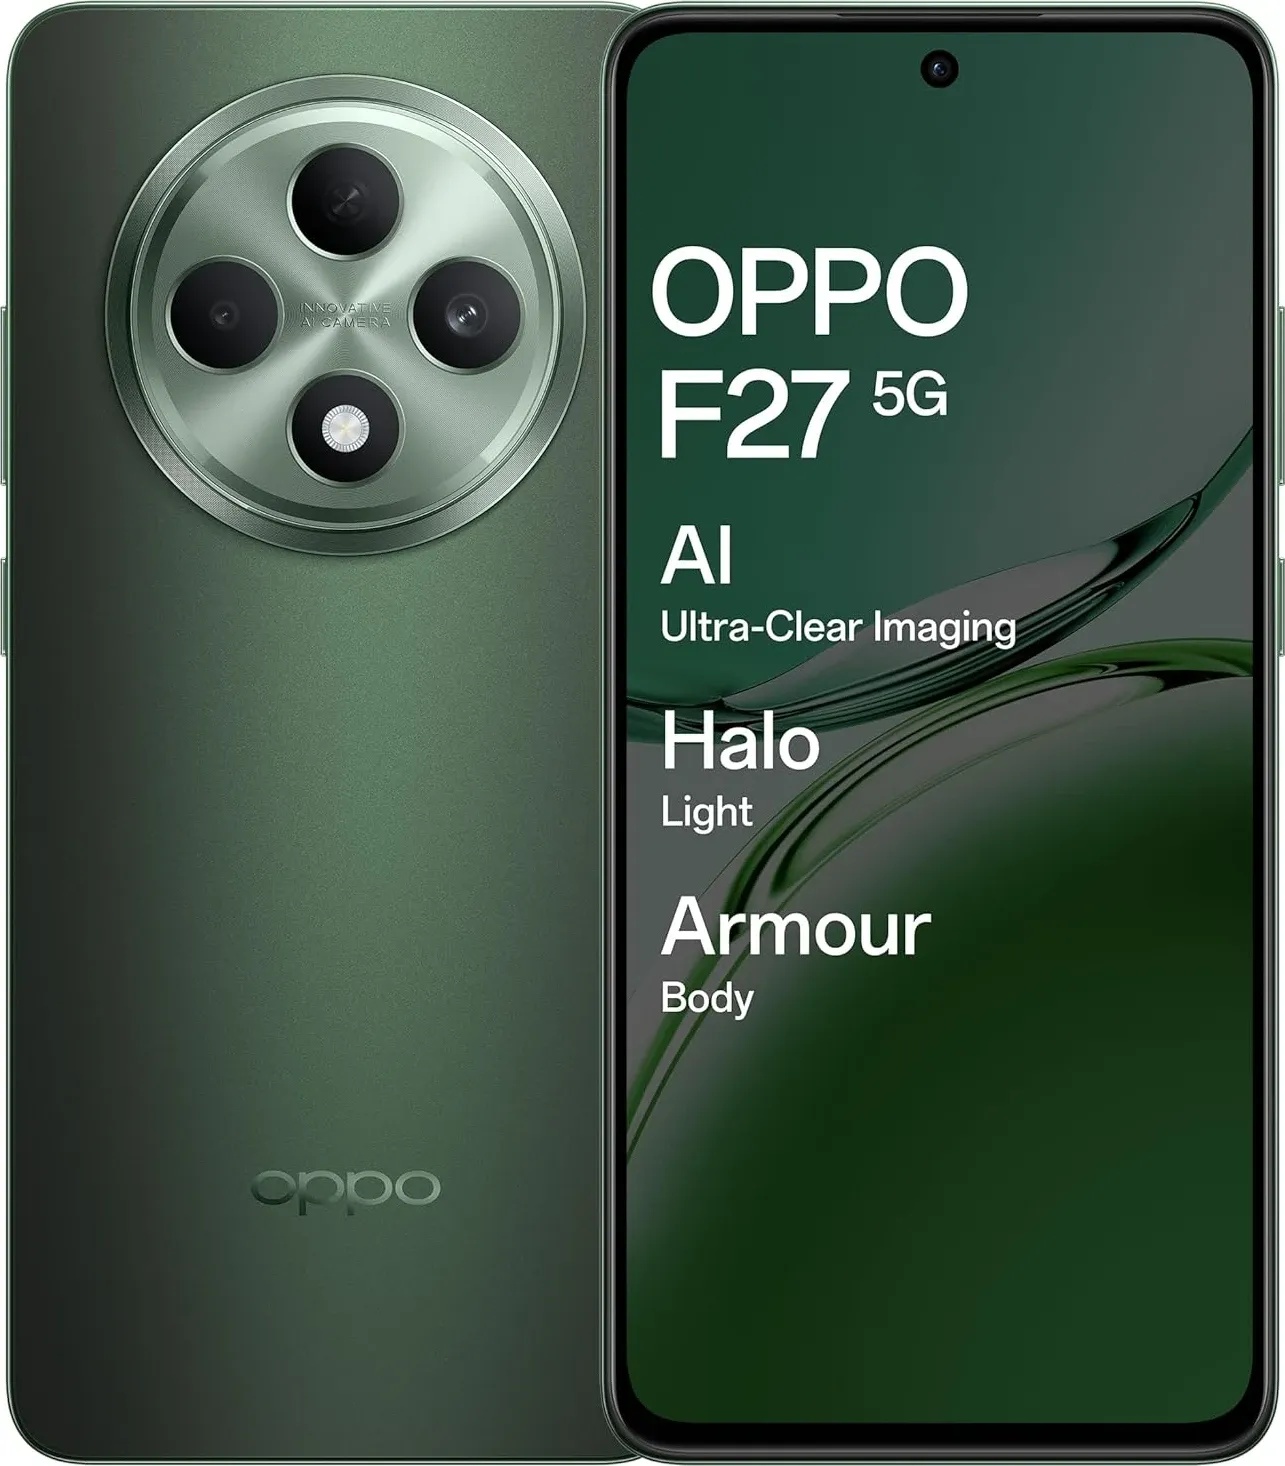 INNOVATIVE
AI CAMERA
oppo
OPPO
F27 5G
AI
Ultra-Clear Imaging
Halo
Light
Armour
Body